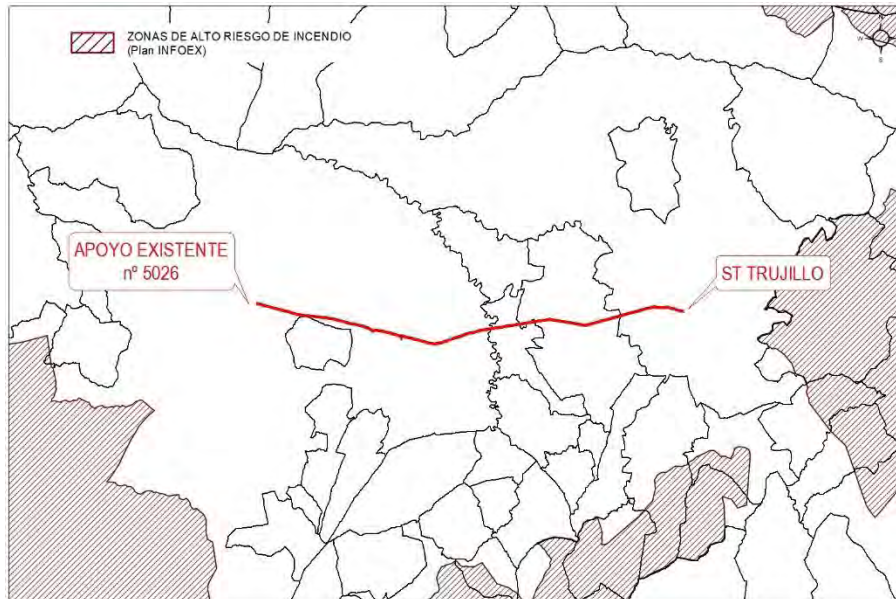 ZONAS DE ALTO RIESGO DE INCENDIO
(Plan INFOEX)
W
S
APOYO EXISTENTE
nº 5026
ST TRUJILLO